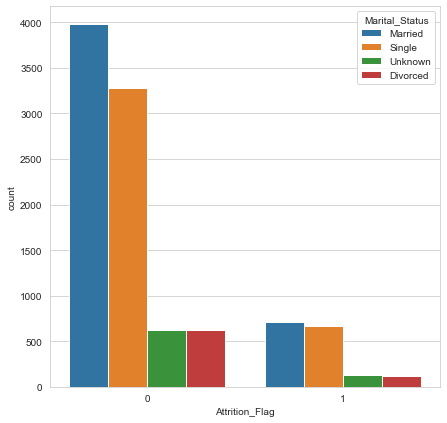 Marital_Status
Married
Single
Unknown
Divorced
count
4000
3500
3000
2500
2000
1500
1000
500
0
0
1
Attrition_Flag